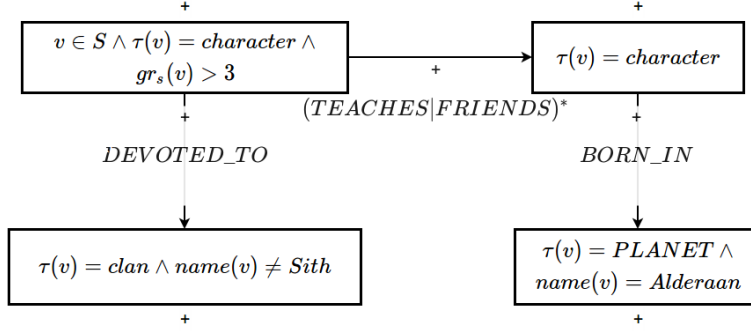 + +
v ∈ S ∧ τ(v) = character ∧
gr_s(v) > 3
τ(v) = character
+
+ (TEACHES|FRIENDS)* +
DEVOTED_TO
BORN_IN
τ(v) = clan ∧ name(v) ≠ Sith
τ(v) = PLANET ∧
name(v) = Alderaan
+ +